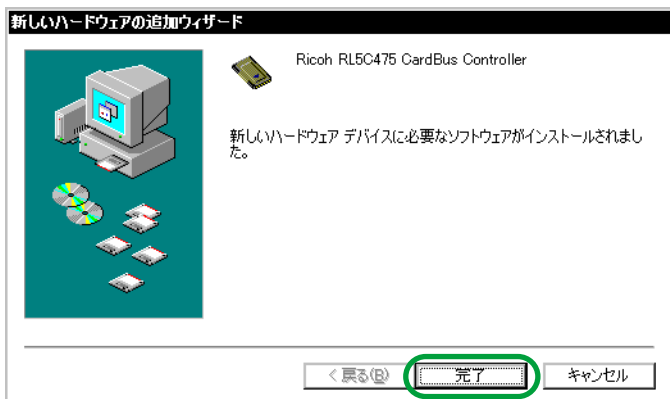 新しいハードウェアの追加ウィザード
Ricoh RL5C475 CardBus Controller
新しいハードウェア デバイスに必要なソフトウェアがインストールされまし
た。
< 戻る(B)
完了
キャンセル